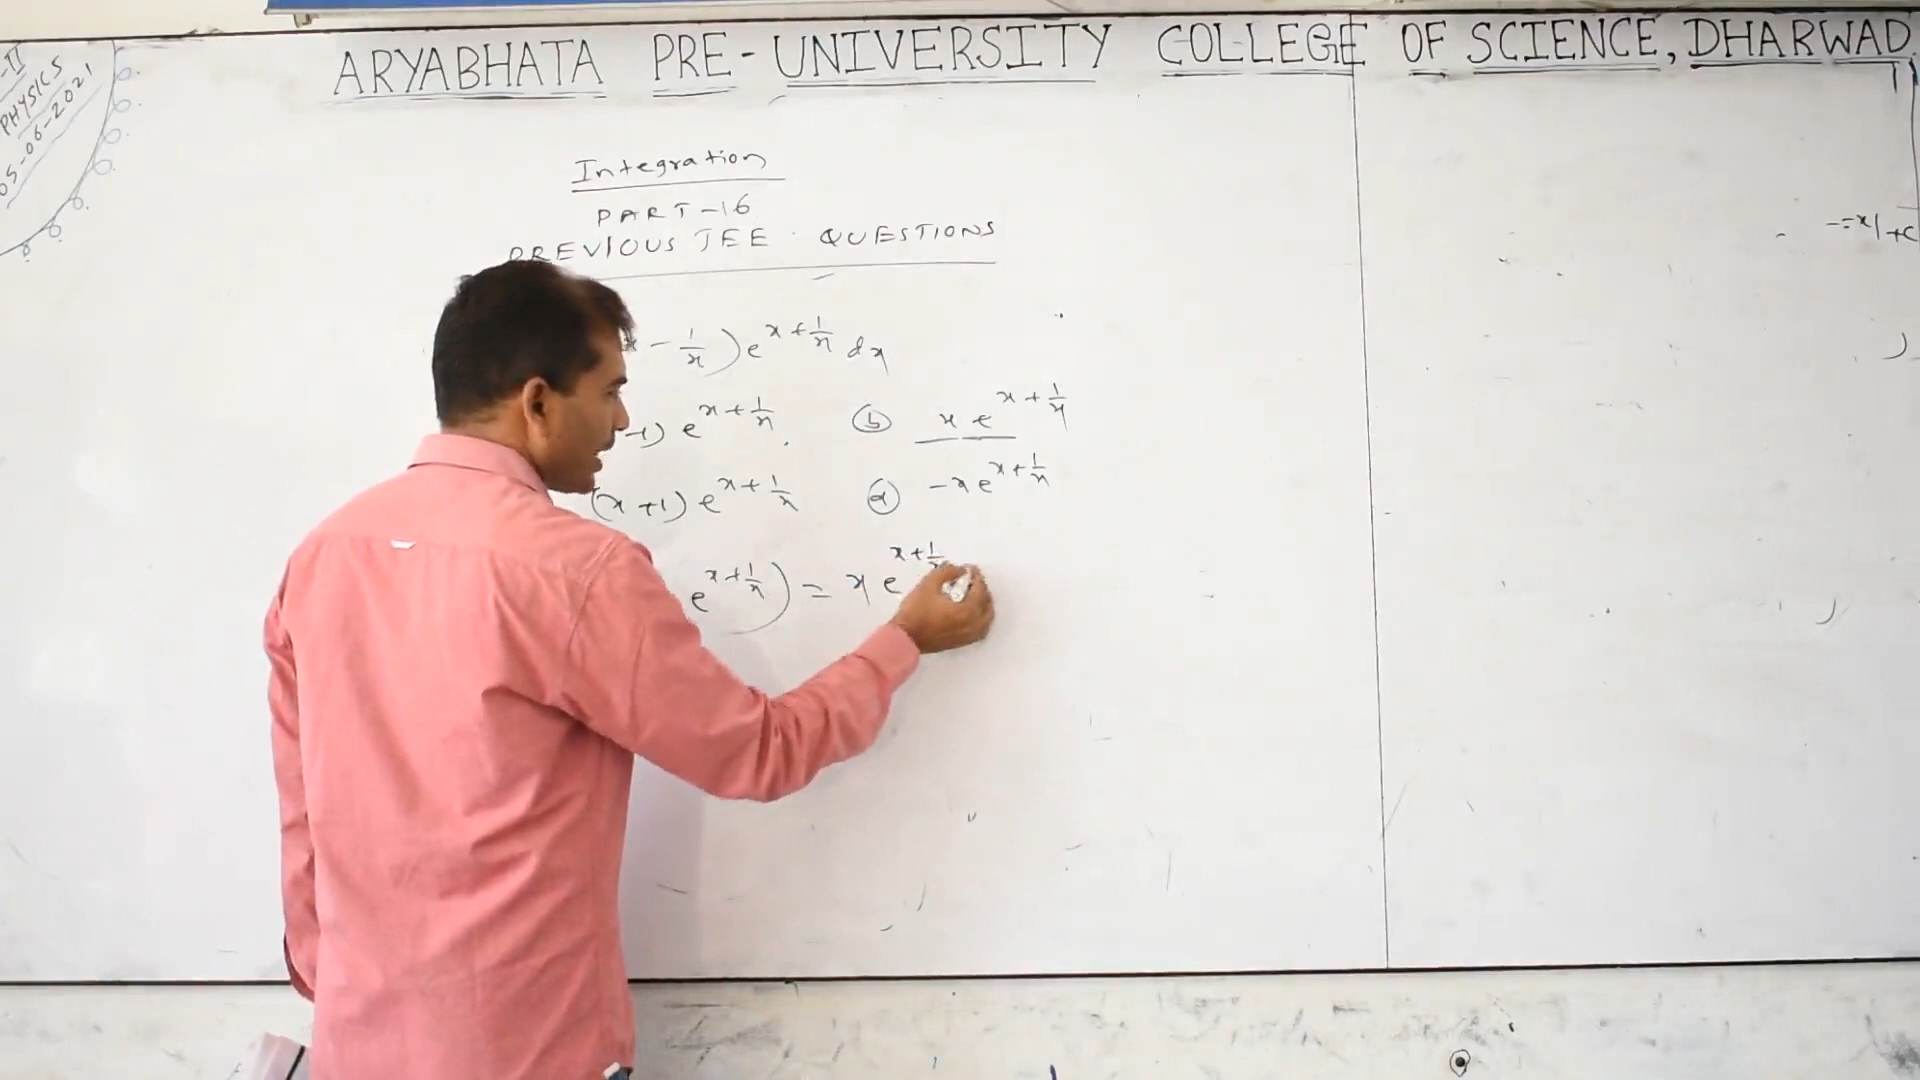 ARYABHATA PRE-UNIVERSITY COLLEGE OF SCIENCE, DHARWAD
-II
PHYSICS
05-06-2021
Integration
PART-16
PREVIOUS JEE QUESTIONS
x - 1/x) e^{x + 1/x} dx
-1) e^{x + 1/x} . (b) x e^{x + 1/x}
(x +1) e^{x + 1/x} (d) -x e^{x + 1/x}
e^{x + 1/x}) = x e^{x + 1/x}
x|+c